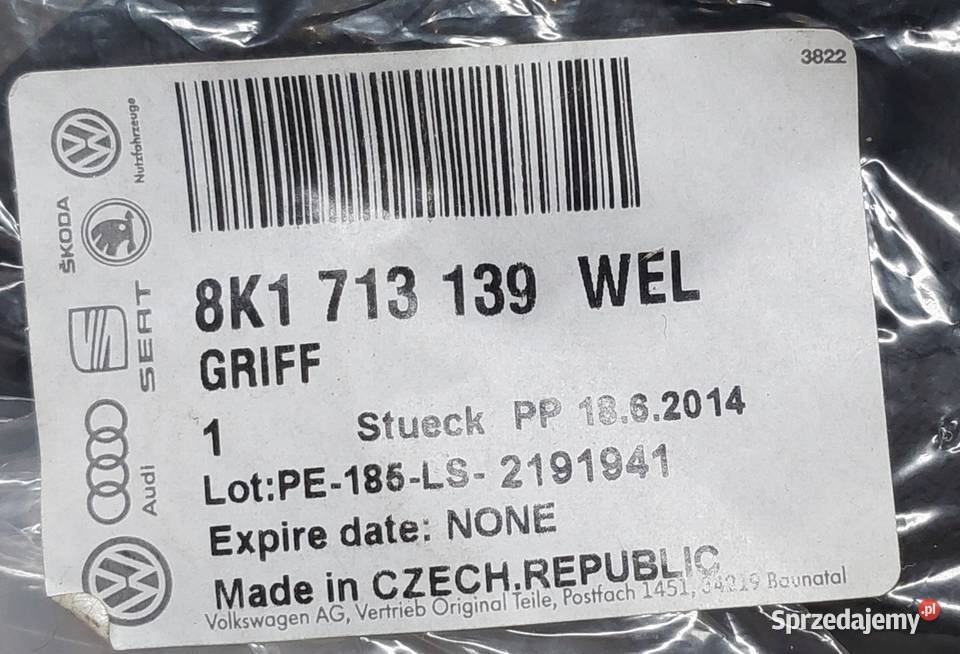 3822
Nutzfahrzeuge
ŠKODA
SEAT
Audi
8K1 713 139 WEL
GRIFF
1 Stueck PP 18.6.2014
Lot:PE-185-LS- 2191941
Expire date: NONE
Made in CZECH.REPUBLIC
Volkswagen AG, Vertrieb Original Teile, Postfach 1451, 34219 Baunatal
Sprzedajemy.pl